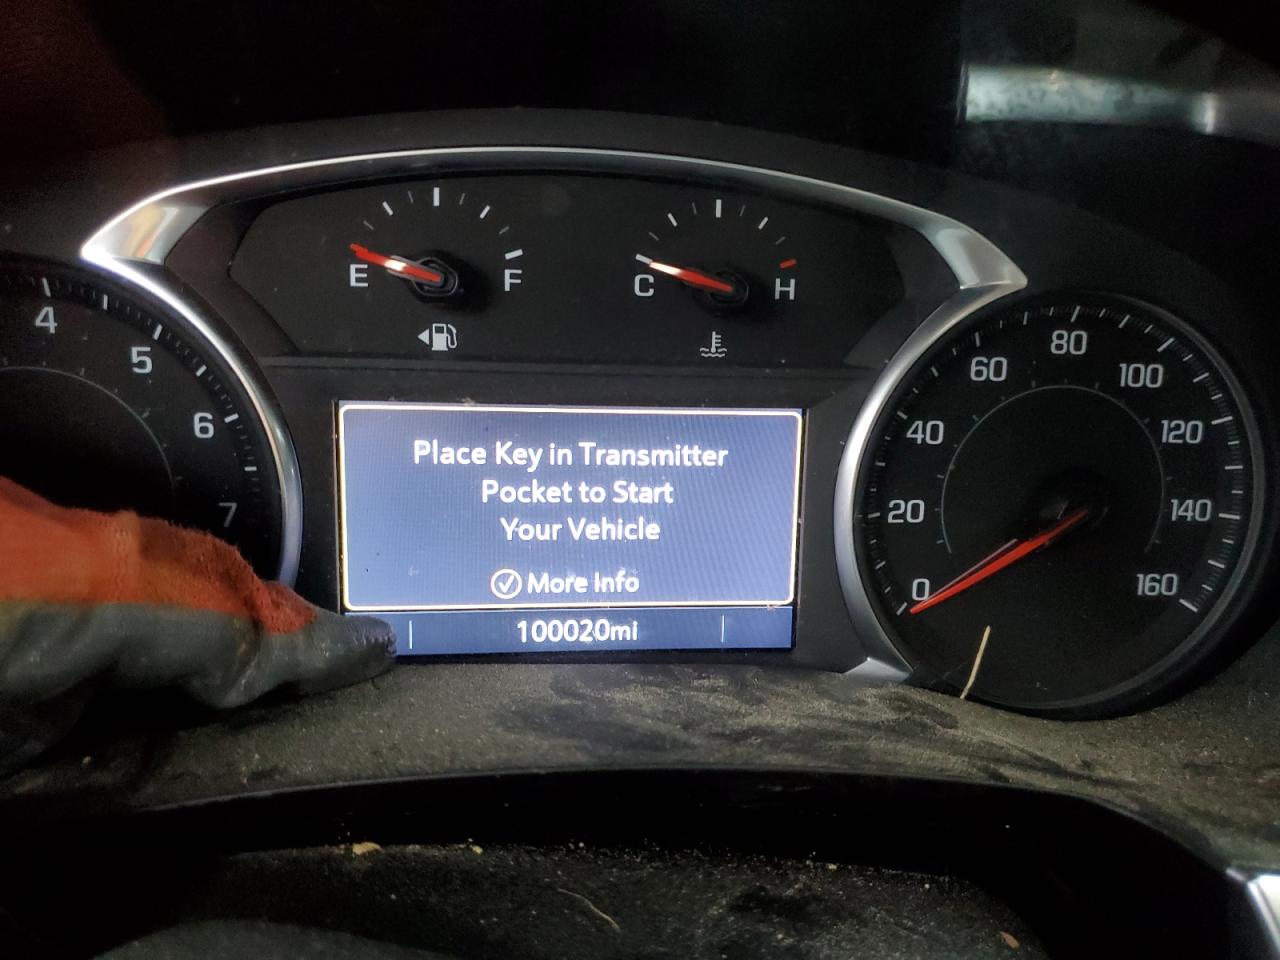 E
F
C
H
4
5
6
7
Place Key in Transmitter
Pocket to Start
Your Vehicle
More Info
100020mi
0
20
40
60
80
100
120
140
160